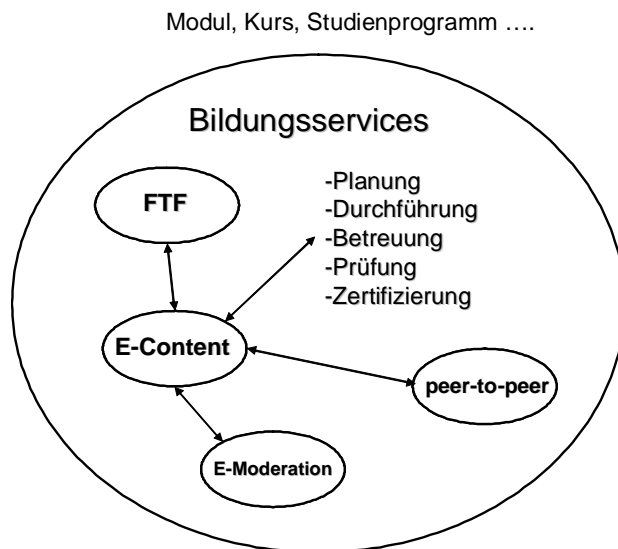 Modul, Kurs, Studienprogramm ….
Bildungsservices
FTF
-Planung
-Durchführung
-Betreuung
-Prüfung
-Zertifizierung
E-Content
peer-to-peer
E-Moderation